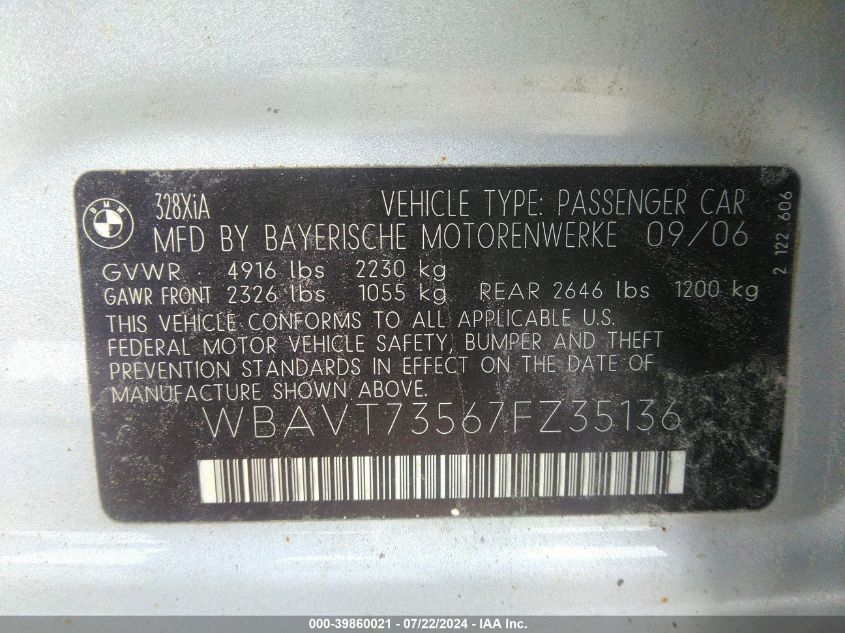 BMW
328XiA
VEHICLE TYPE: PASSENGER CAR
MFD BY BAYERISCHE MOTORENWERKE 09/06
GVWR 4916 lbs 2230 kg
GAWR FRONT 2326 lbs 1055 kg REAR 2646 lbs 1200 kg
THIS VEHICLE CONFORMS TO ALL APPLICABLE U.S.
FEDERAL MOTOR VEHICLE SAFETY, BUMPER AND THEFT
PREVENTION STANDARDS IN EFFECT ON THE DATE OF
MANUFACTURE SHOWN ABOVE.
WBAVT73567FZ35136
2 122 606
000-39860021 - 07/22/2024 - IAA Inc.